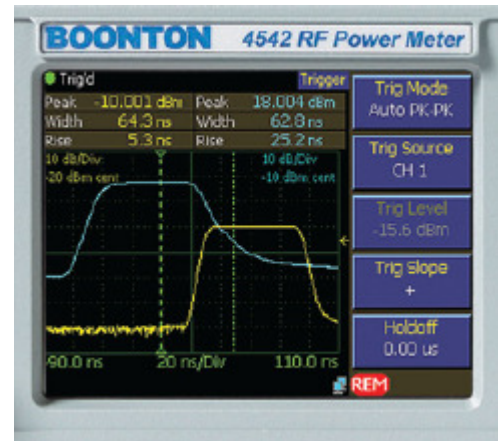 BOONTON 4542 RF Power Meter
Trig'd Trigger
Peak -10.001 dBm Peak 18.004 dBm
Width 64.3 ns Width 62.8 ns
Rise 5.3 ns Rise 25.2 ns
10 dB/Div 10 dB/Div
-20 dBm cent -10 dBm cent
-90.0 ns 20 ns/Div 110.0 ns
Trig Mode
Auto PK-PK
Trig Source
CH 1
Trig Level
-15.6 dBm
Trig Slope
+
Holdoff
0.00 us
REM